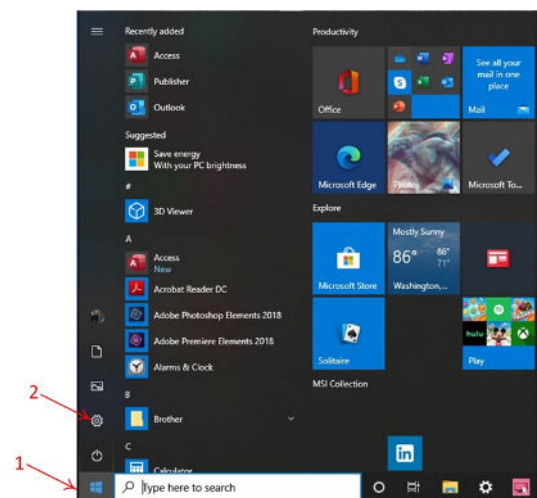 Recently added
Access
Publisher
Outlook
Suggested
Save energy
With your PC brightness
#
3D Viewer
A
Access
New
Acrobat Reader DC
Adobe Photoshop Elements 2018
Adobe Premiere Elements 2018
Alarms & Clock
B
Brother
C
Calculator
Productivity
Office
See all your
mail in one
place
Mail
Microsoft Edge
Photos
Microsoft To...
Explore
Microsoft Store
Mostly Sunny
86° 86°
71°
Washington,...
Solitaire
hulu
Play
MSI Collection
in
2
1
Type here to search